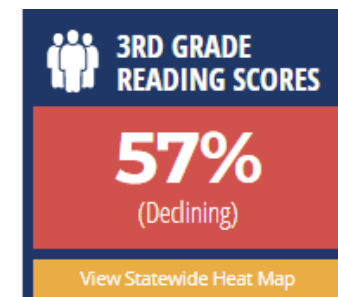 3RD GRADE
READING SCORES
57%
(Declining)
View Statewide Heat Map